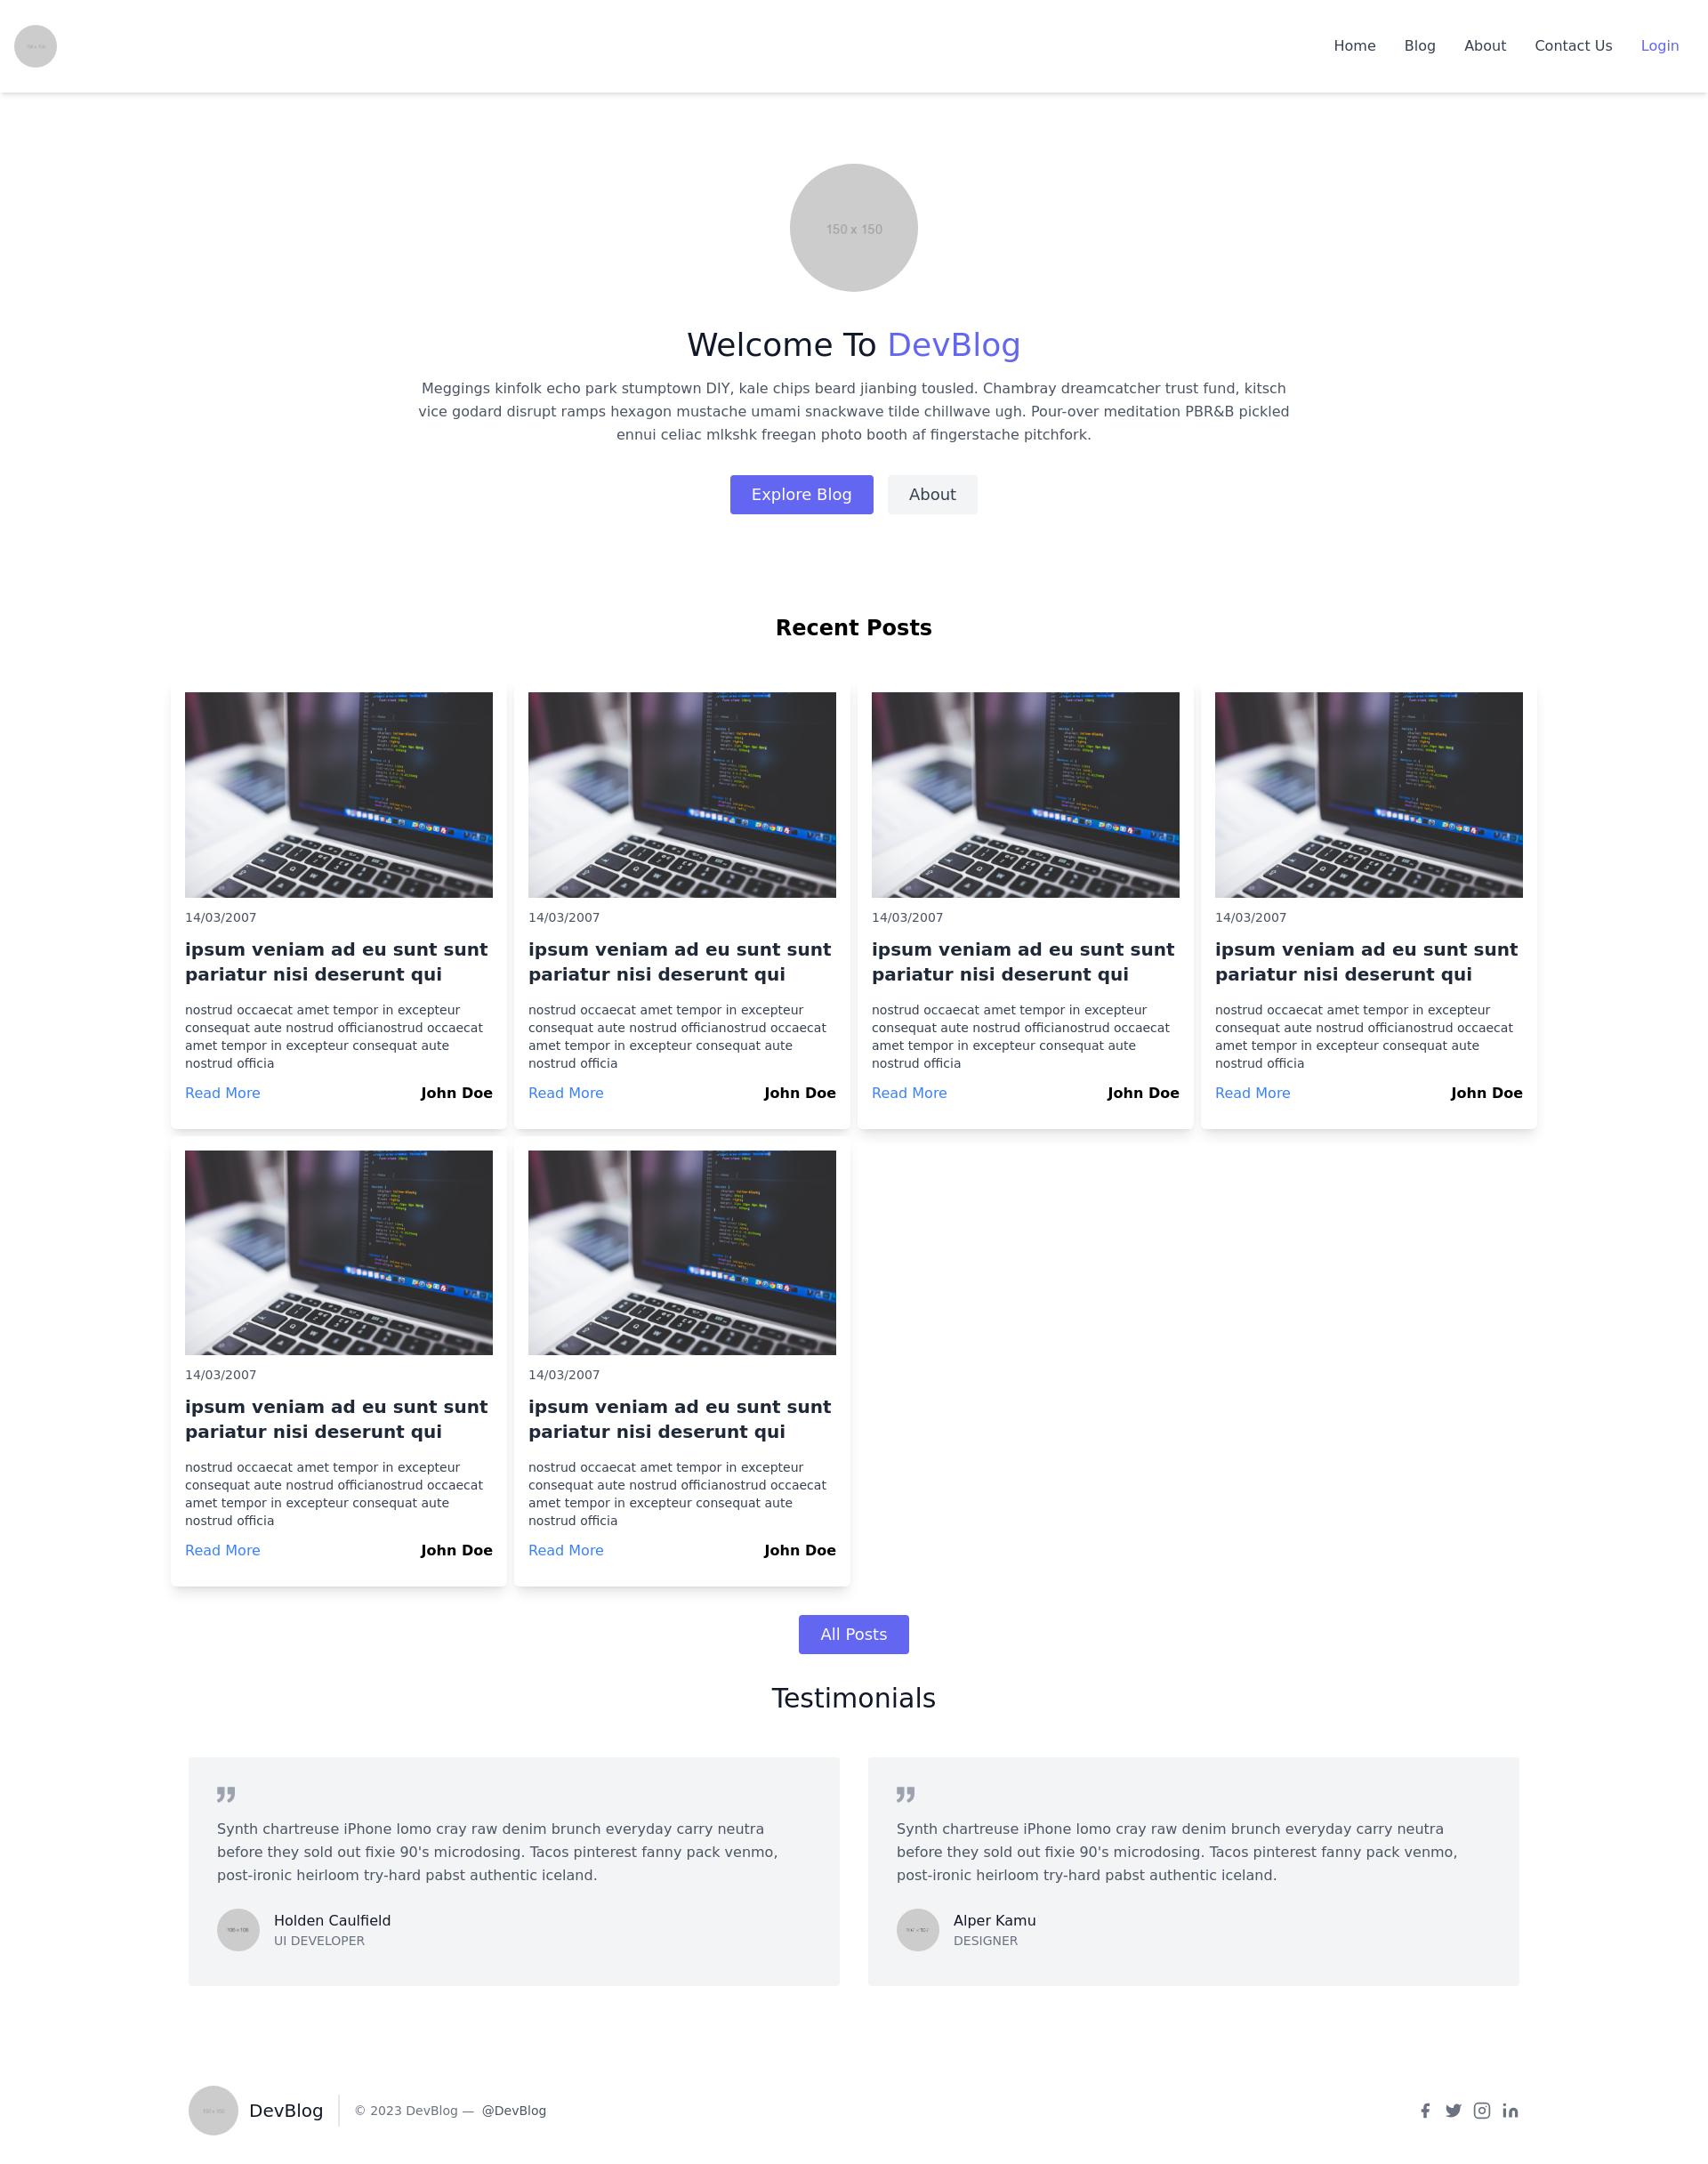 Home Blog About Contact Us Login
150 x 150
Welcome To DevBlog
Meggings kinfolk echo park stumptown DIY, kale chips beard jianbing tousled. Chambray dreamcatcher trust fund, kitsch
vice godard disrupt ramps hexagon mustache umami snackwave tilde chillwave ugh. Pour-over meditation PBR&B pickled
ennui celiac mlkshk freegan photo booth af fingerstache pitchfork.
Explore Blog About
Recent Posts
14/03/2007
ipsum veniam ad eu sunt sunt
pariatur nisi deserunt qui
nostrud occaecat amet tempor in excepteur
consequat aute nostrud officianostrud occaecat
amet tempor in excepteur consequat aute
nostrud officia
Read More John Doe
14/03/2007
ipsum veniam ad eu sunt sunt
pariatur nisi deserunt qui
nostrud occaecat amet tempor in excepteur
consequat aute nostrud officianostrud occaecat
amet tempor in excepteur consequat aute
nostrud officia
Read More John Doe
14/03/2007
ipsum veniam ad eu sunt sunt
pariatur nisi deserunt qui
nostrud occaecat amet tempor in excepteur
consequat aute nostrud officianostrud occaecat
amet tempor in excepteur consequat aute
nostrud officia
Read More John Doe
14/03/2007
ipsum veniam ad eu sunt sunt
pariatur nisi deserunt qui
nostrud occaecat amet tempor in excepteur
consequat aute nostrud officianostrud occaecat
amet tempor in excepteur consequat aute
nostrud officia
Read More John Doe
14/03/2007
ipsum veniam ad eu sunt sunt
pariatur nisi deserunt qui
nostrud occaecat amet tempor in excepteur
consequat aute nostrud officianostrud occaecat
amet tempor in excepteur consequat aute
nostrud officia
Read More John Doe
14/03/2007
ipsum veniam ad eu sunt sunt
pariatur nisi deserunt qui
nostrud occaecat amet tempor in excepteur
consequat aute nostrud officianostrud occaecat
amet tempor in excepteur consequat aute
nostrud officia
Read More John Doe
All Posts
Testimonials
Synth chartreuse iPhone lomo cray raw denim brunch everyday carry neutra
before they sold out fixie 90's microdosing. Tacos pinterest fanny pack venmo,
post-ironic heirloom try-hard pabst authentic iceland.
Holden Caulfield
UI DEVELOPER
Synth chartreuse iPhone lomo cray raw denim brunch everyday carry neutra
before they sold out fixie 90's microdosing. Tacos pinterest fanny pack venmo,
post-ironic heirloom try-hard pabst authentic iceland.
Alper Kamu
DESIGNER
DevBlog
© 2023 DevBlog — @DevBlog